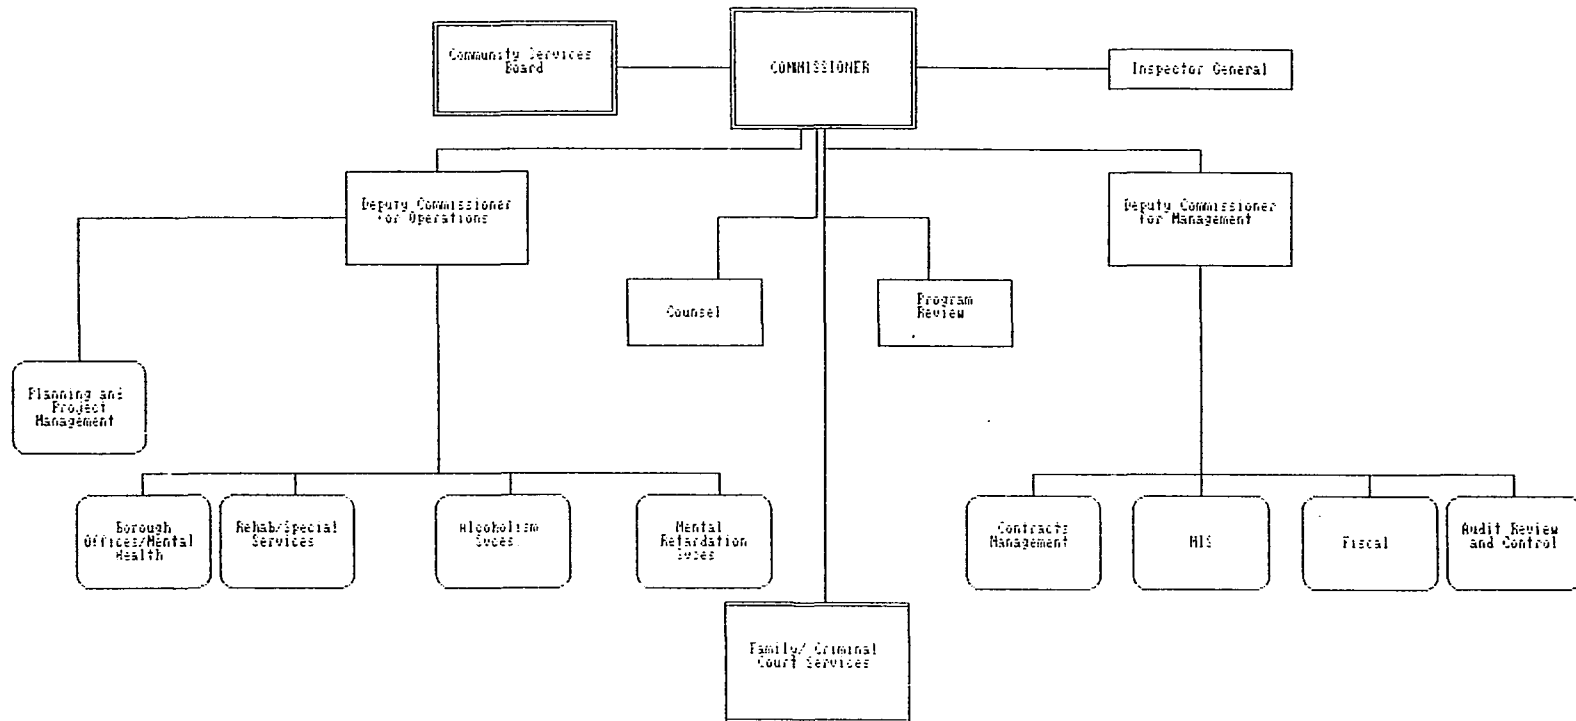 Community Services
Board
COMMISSIONER
Inspector General
Deputy Commissioner
for Operations
Deputy Commissioner
for Management
Counsel
Program
Review
Planning and
Project
Management
Borough
Offices/Mental
Health
Rehab/Special
Services
Alcoholism
Svces.
Mental
Retardation
Svces
Contracts
Management
MIS
Fiscal
Audit Review
and Control
Family/ Criminal
Court Services